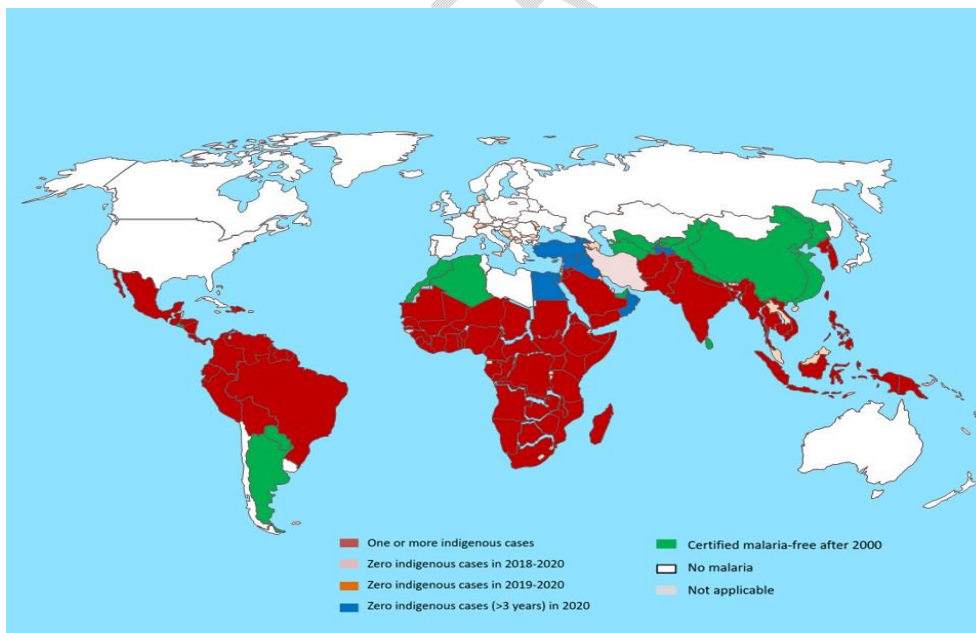 One or more indigenous cases
Zero indigenous cases in 2018-2020
Zero indigenous cases in 2019-2020
Zero indigenous cases (>3 years) in 2020
Certified malaria-free after 2000
No malaria
Not applicable